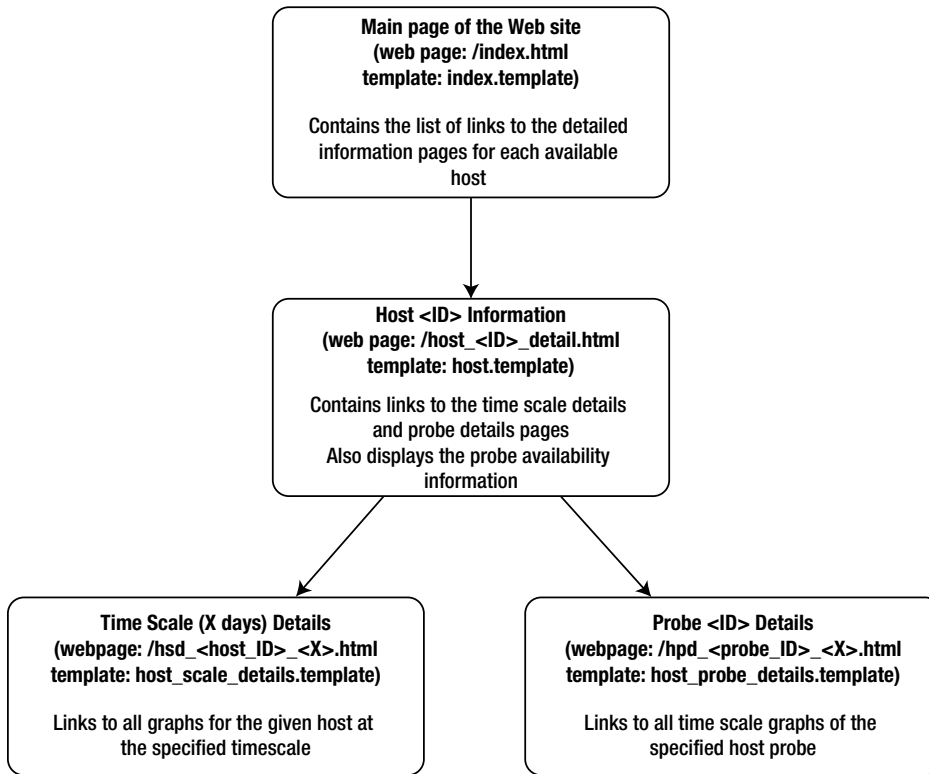 Main page of the Web site
(web page: /index.html
template: index.template)
Contains the list of links to the detailed
information pages for each available
host
Host <ID> Information
(web page: /host_<ID>_detail.html
template: host.template)
Contains links to the time scale details
and probe details pages
Also displays the probe availability
information
Time Scale (X days) Details
(webpage: /hsd_<host_ID>_<X>.html
template: host_scale_details.template)
Links to all graphs for the given host at
the specified timescale
Probe <ID> Details
(webpage: /hpd_<probe_ID>_<X>.html
template: host_probe_details.template)
Links to all time scale graphs of the
specified host probe